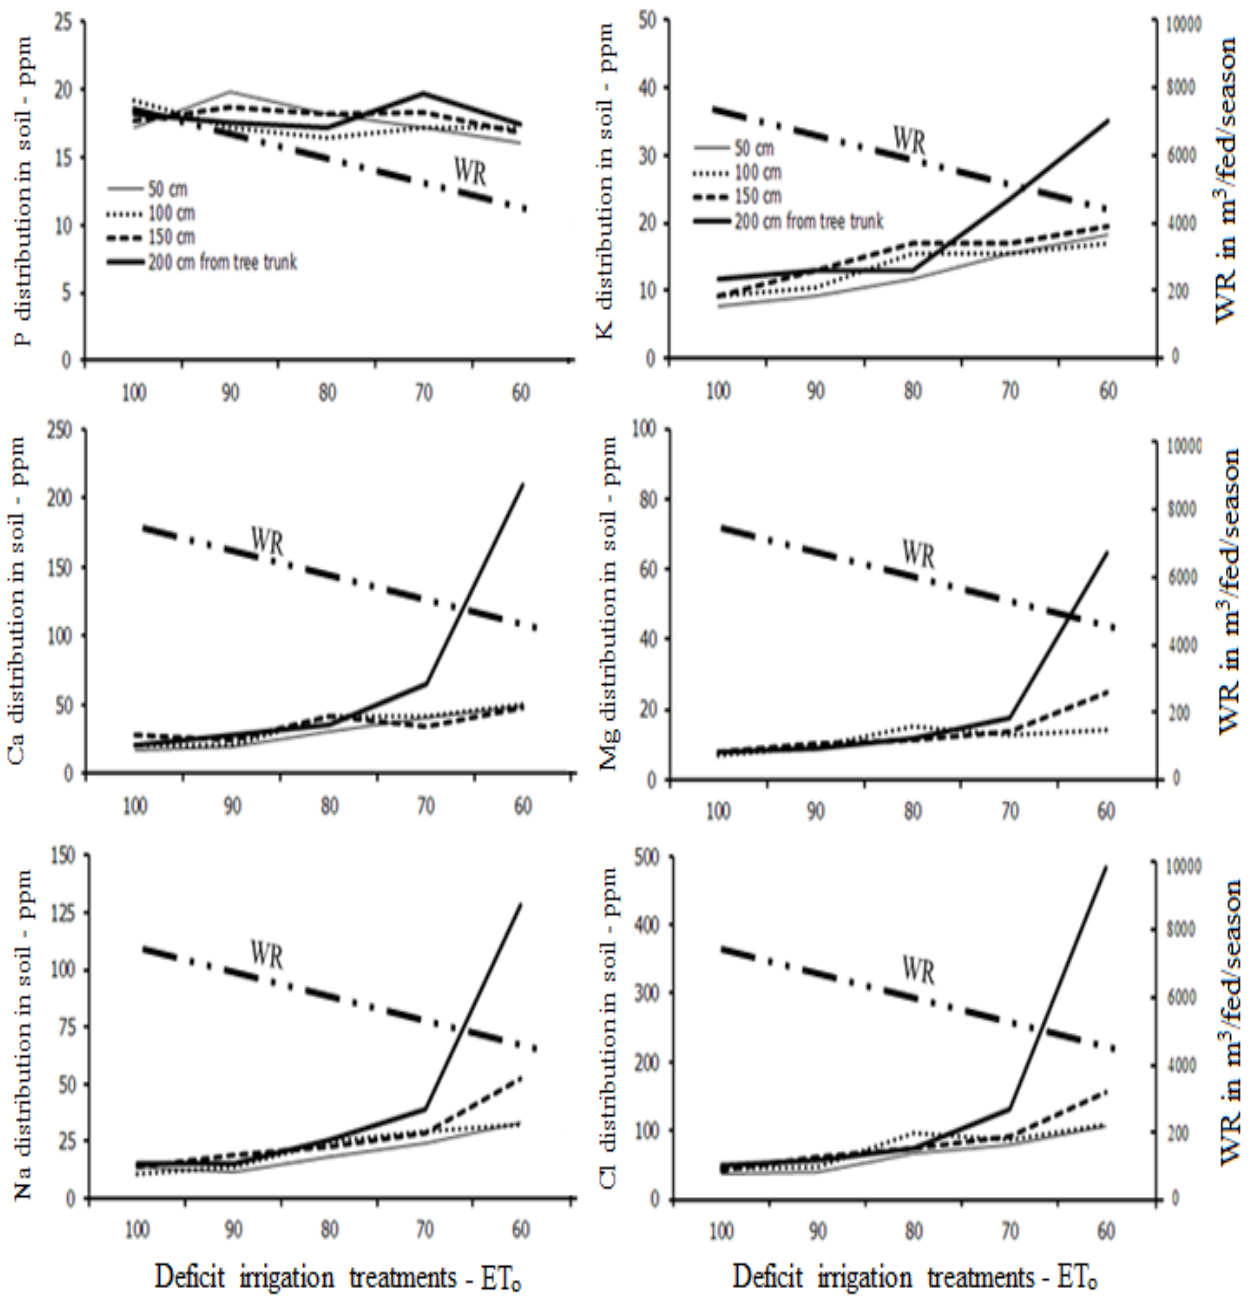 P distribution in soil - ppm
25
20
15
10
5
0
WR
50 cm
100 cm
150 cm
200 cm from tree trunk
100 90 80 70 60
K distribution in soil - ppm
50
40
30
20
10
0
WR
50 cm
100 cm
150 cm
200 cm from tree trunk
100 90 80 70 60
10000
8000
6000
4000
200
0
WR in m³/fed/season
Ca distribution in soil - ppm
250
200
150
100
50
0
WR
100 90 80 70 60
Mg distribution in soil - ppm
100
80
60
40
20
0
WR
100 90 80 70 60
10000
8000
6000
4000
200
0
WR in m³/fed/season
Na distribution in soil - ppm
150
125
100
75
50
25
0
WR
100 90 80 70 60
Deficit irrigation treatments - ETₒ
Cl distribution in soil - ppm
500
400
300
200
100
0
WR
100 90 80 70 60
Deficit irrigation treatments - ETₒ
10000
8000
6000
4000
200
0
WR in m³/fed/season